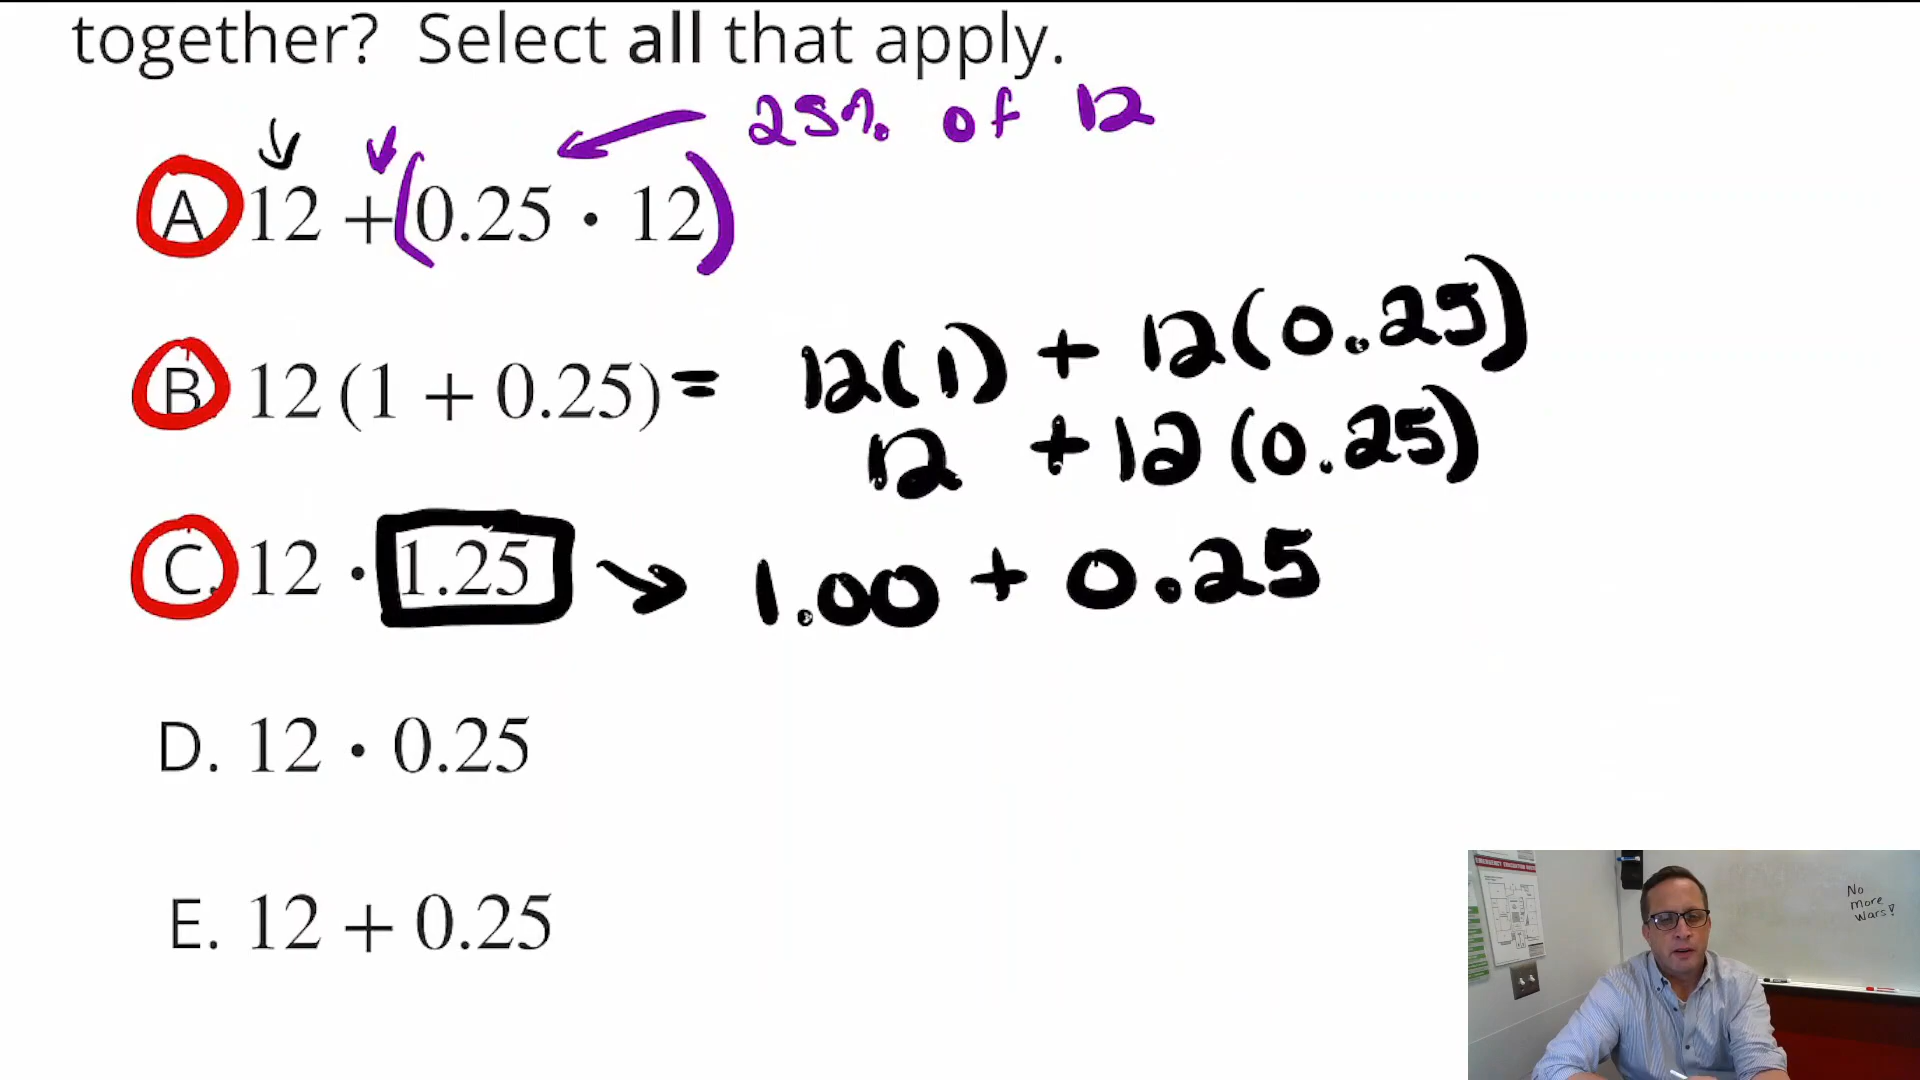 together? Select all that apply.
25% of 12
A 12 + (0.25 · 12)
B. 12 (1 + 0.25) = 12(1) + 12(0.25)
12 + 12(0.25)
C. 12 · 1.25 → 1.00 + 0.25
D. 12 · 0.25
E. 12 + 0.25
No
more
Wars!